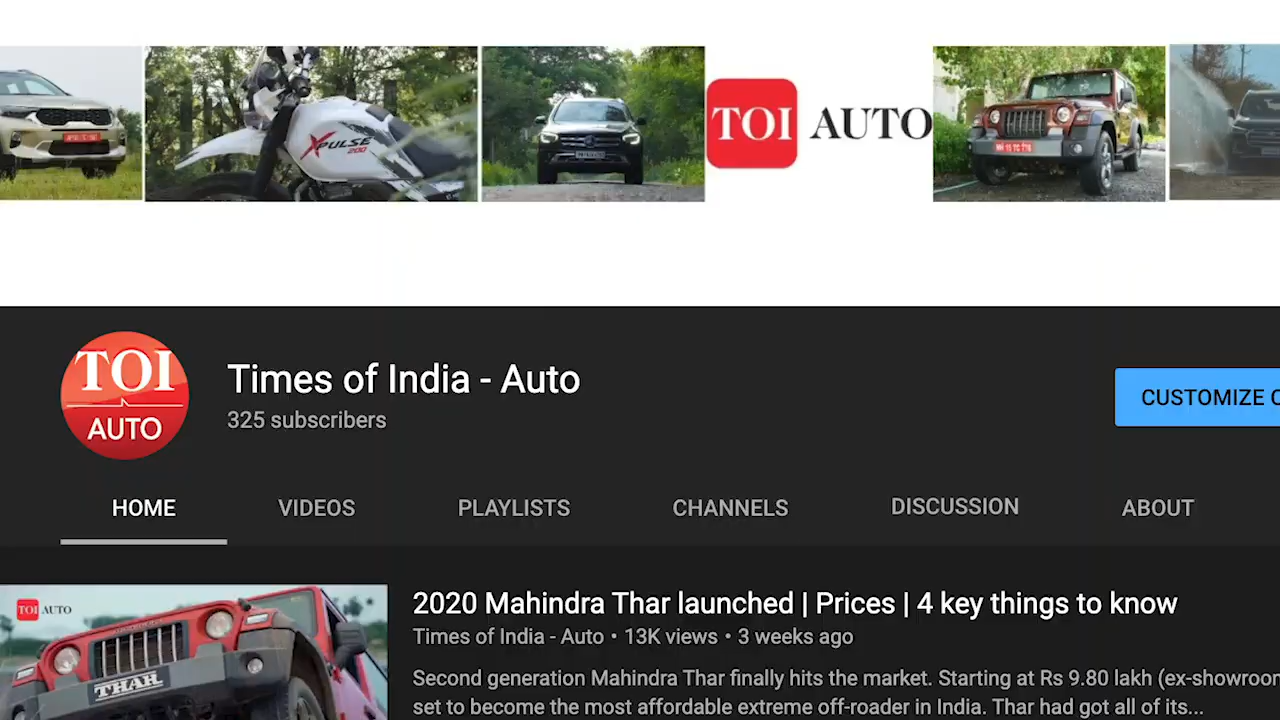 XPULSE
200
TOI AUTO
TOI
AUTO
Times of India - Auto
325 subscribers
CUSTOMIZE C
HOME VIDEOS PLAYLISTS CHANNELS DISCUSSION ABOUT
TOI AUTO
THAR
2020 Mahindra Thar launched | Prices | 4 key things to know
Times of India - Auto • 13K views • 3 weeks ago
Second generation Mahindra Thar finally hits the market. Starting at Rs 9.80 lakh (ex-showroom
set to become the most affordable extreme off-roader in India. Thar had got all of its...